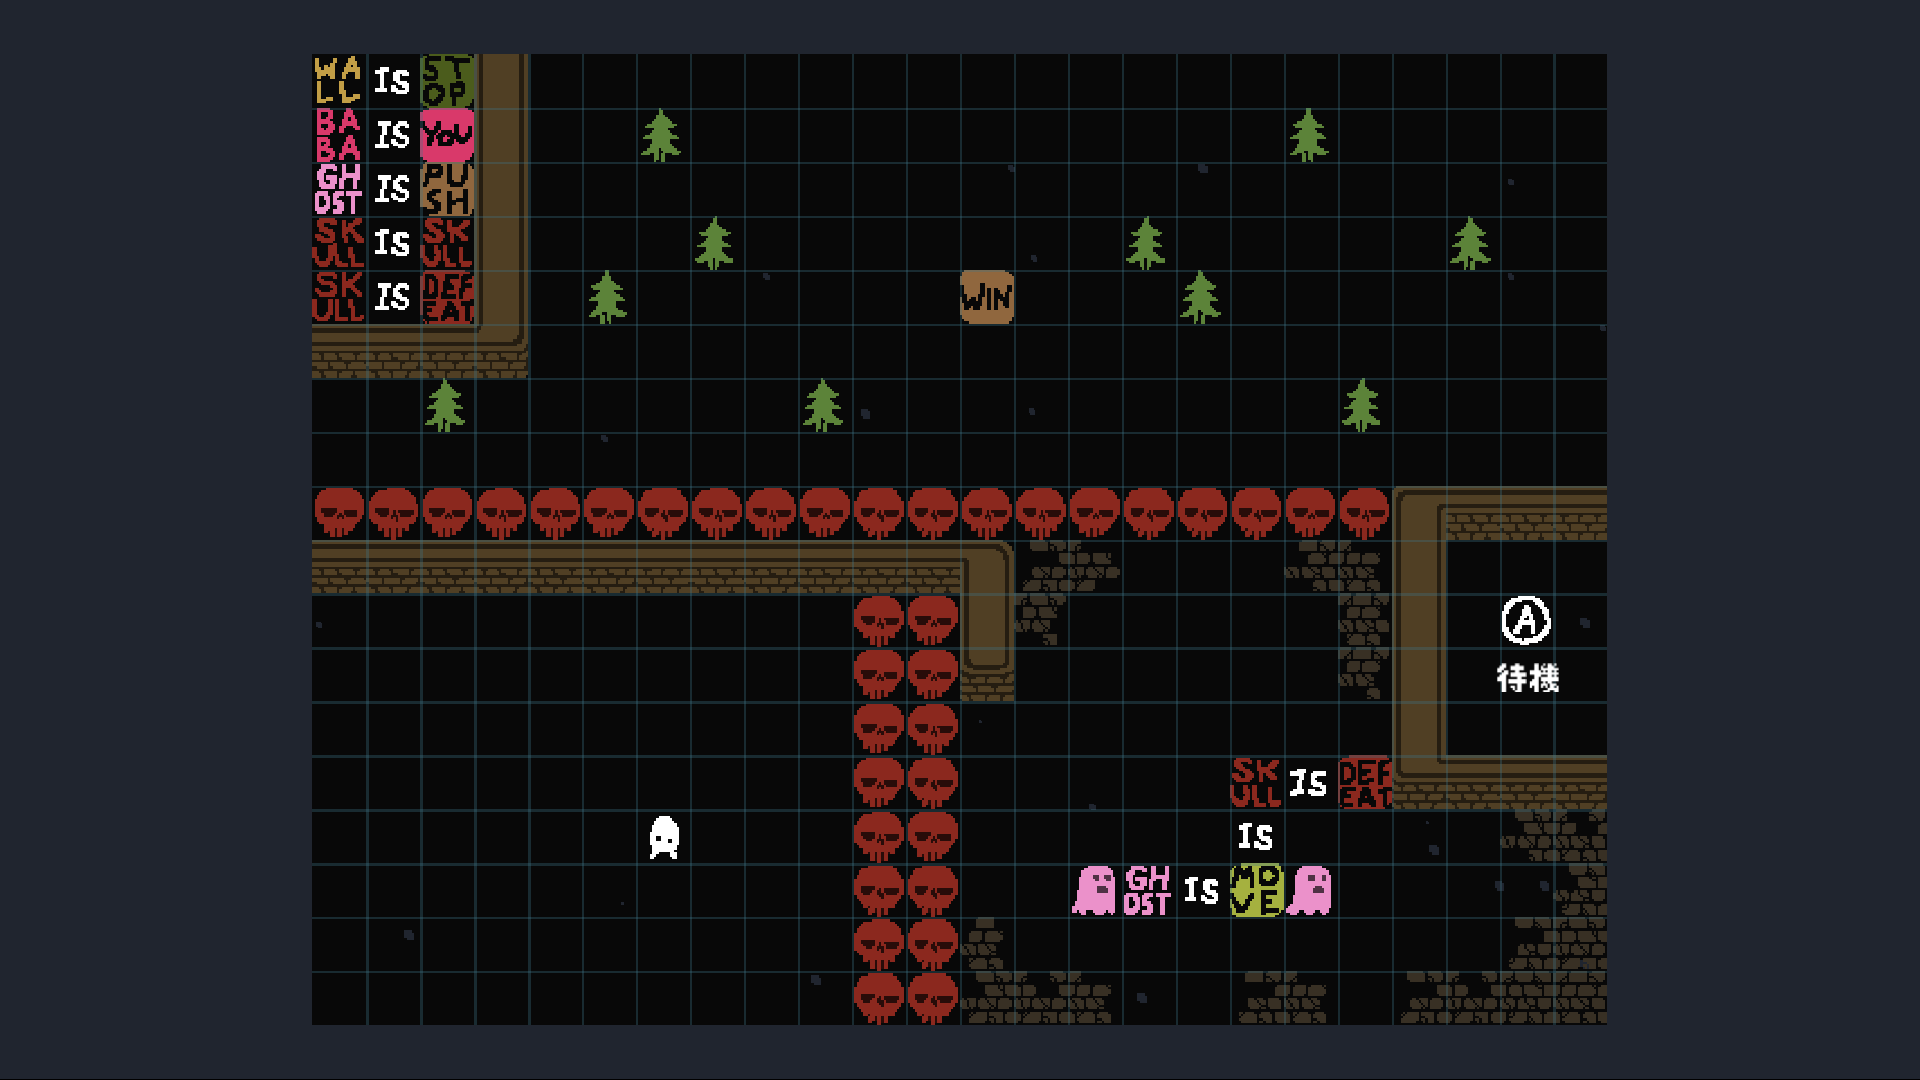 WALL IS STOP
BABA IS YOU
GHOST IS PUSH
SKULL IS SKULL
SKULL IS DEFEAT
WIN
A
待機
SKULL IS DEFEAT
IS
GHOST IS MOVE